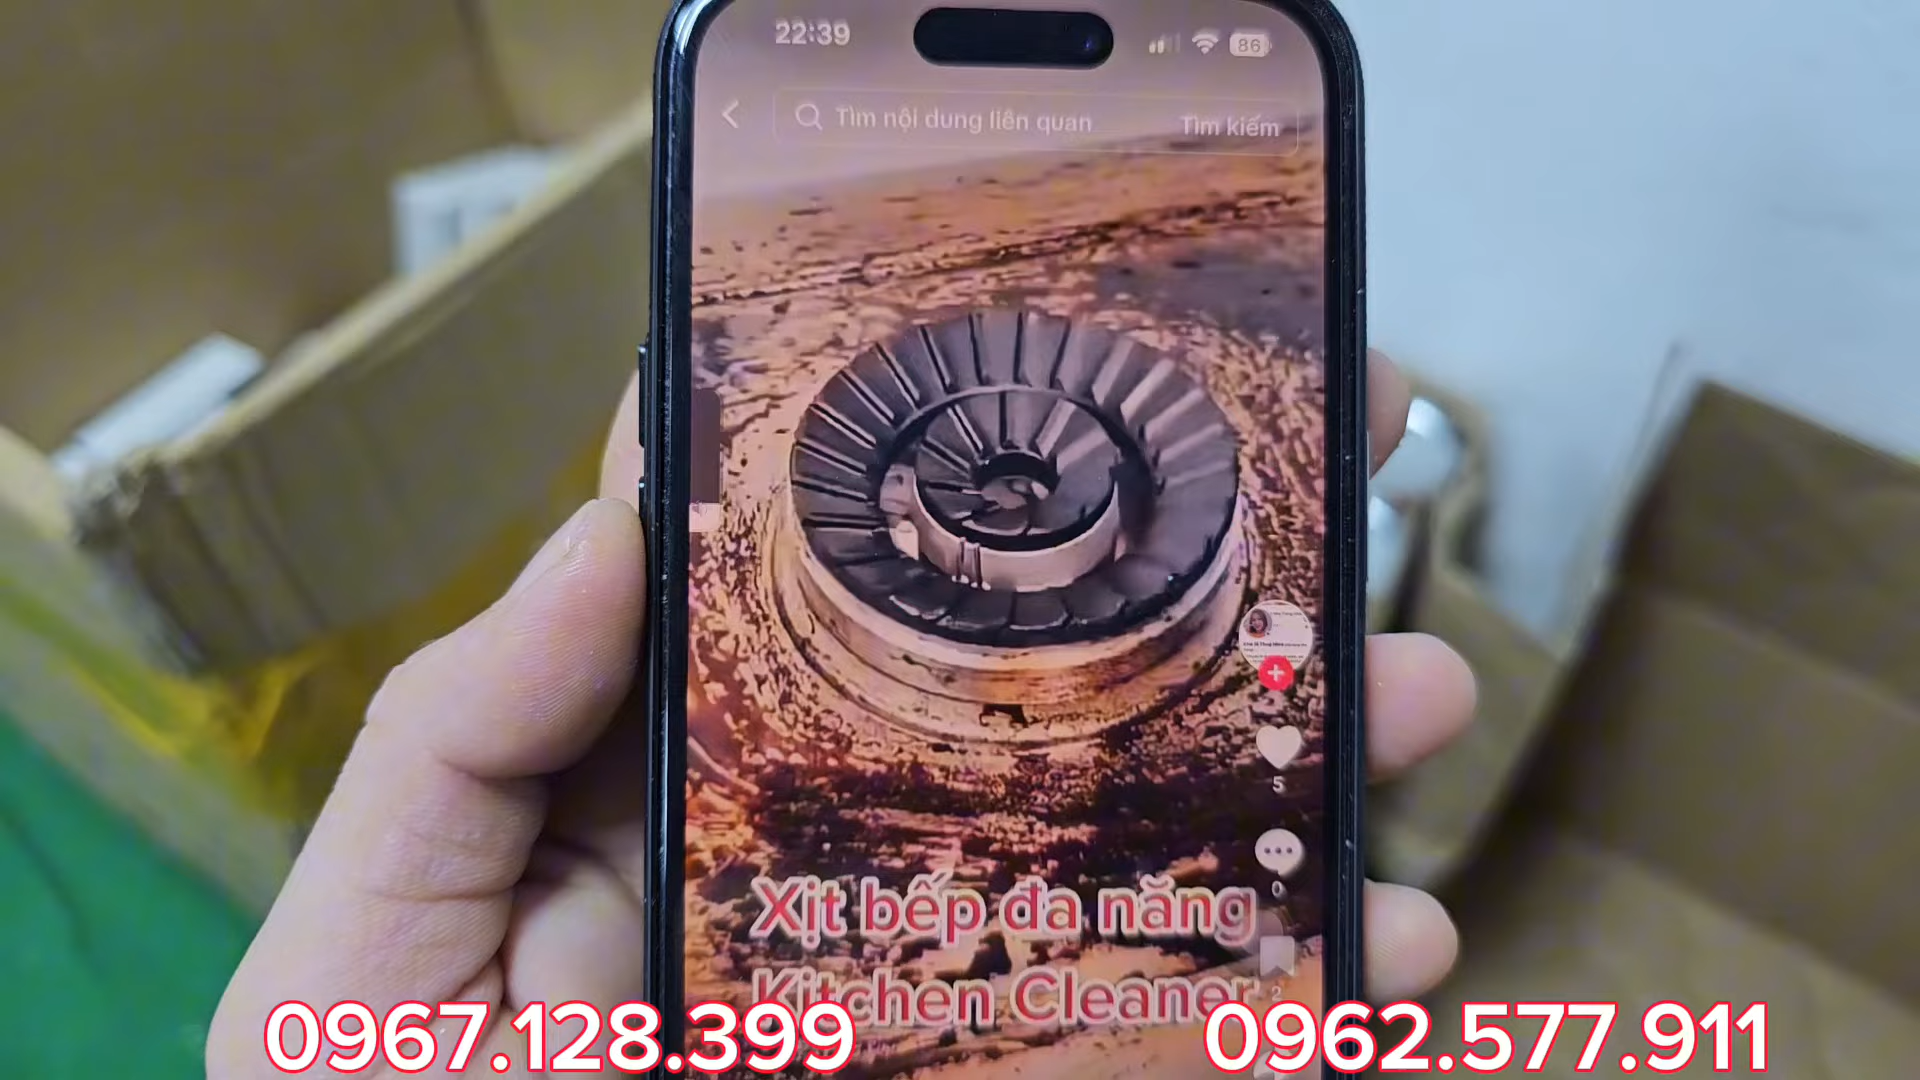 22:39
86
Tìm nội dung liên quan
Tìm kiếm
5
0
Xịt bếp đa năng
Kitchen Cleaner
2
0967.128.399
0962.577.911